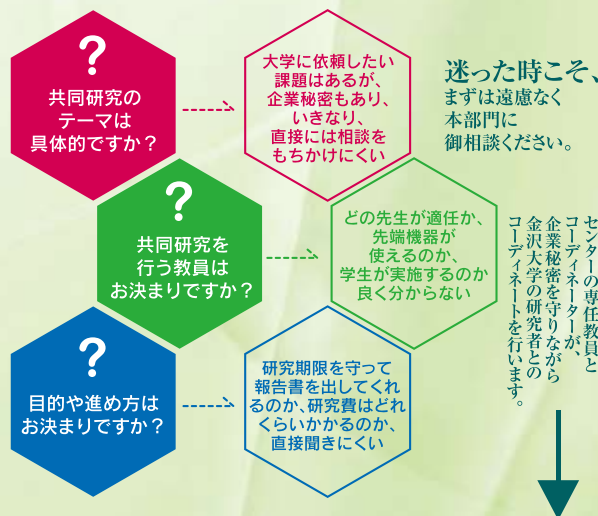 ?
共同研究の
テーマは
具体的ですか？
大学に依頼したい
課題はあるが、
企業秘密もあり、
いきなり、
直接には相談を
もちかけにくい
迷った時こそ、
まずは遠慮なく
本部門に
御相談ください。
?
共同研究を
行う教員は
お決まりですか？
どの先生が適任か、
先端機器が
使えるのか、
学生が実施するのか
良く分からない
センターの専任教員と
コーディネーターが、
企業秘密を守りながら
金沢大学の研究者との
コーディネートを行います。
?
目的や進め方は
お決まりですか？
研究期限を守って
報告書を出してくれ
るのか、研究費はどれ
くらいかかるのか、
直接聞きにくい